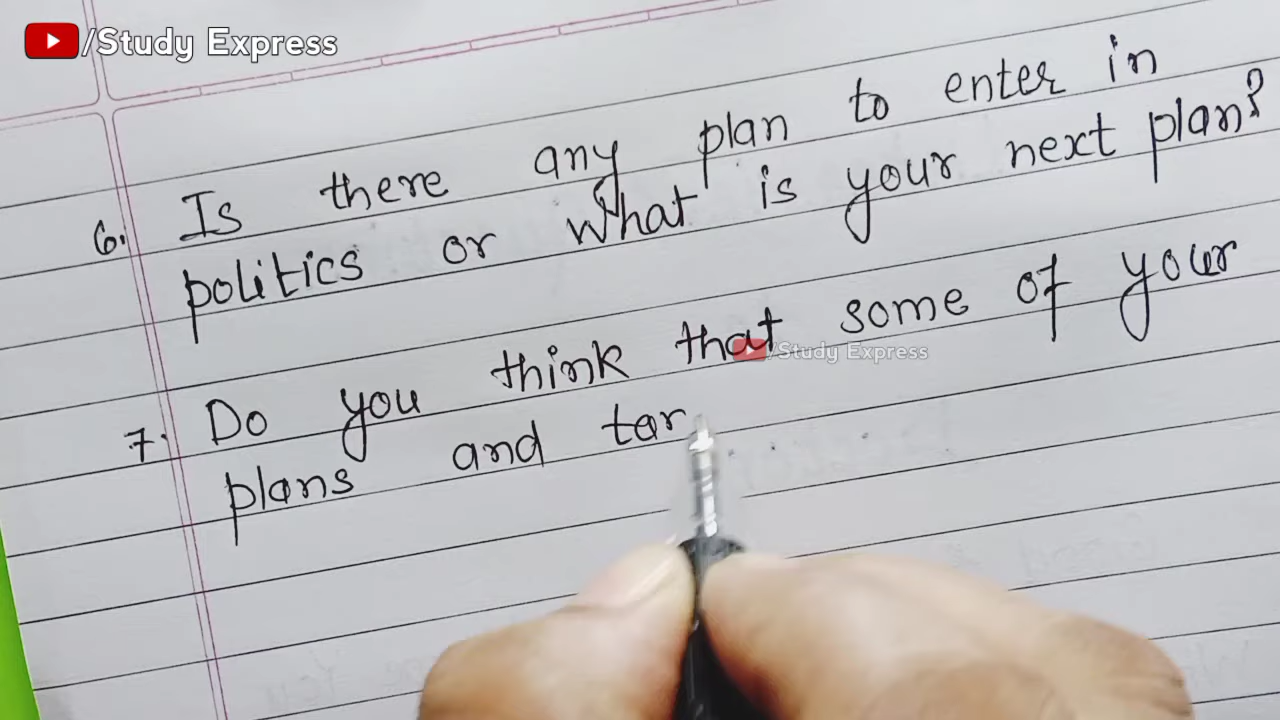 /Study Express
6. Is there any plan to enter in
politics or what is your next plan?
7. Do you think that some of your
/Study Express
plans and tar